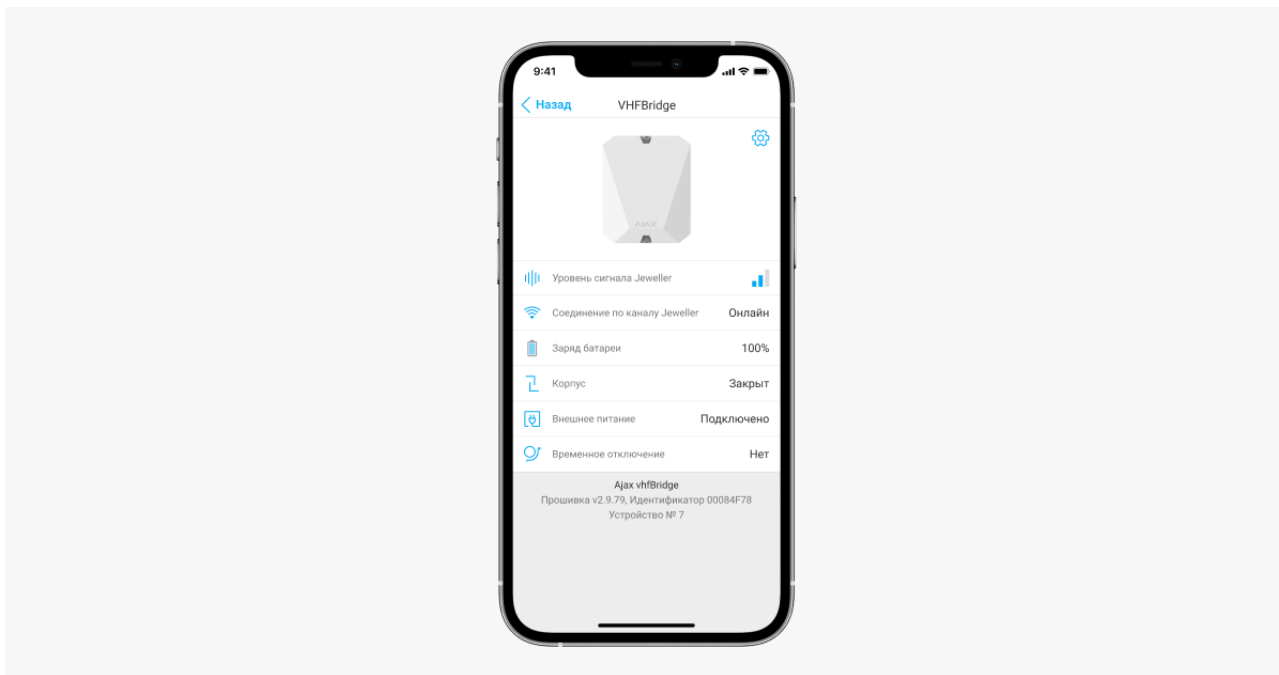 9:41
Назад VHFBridge
AJAX
Уровень сигнала Jeweller
Соединение по каналу Jeweller Онлайн
Заряд батареи 100%
Корпус Закрыт
Внешнее питание Подключено
Временное отключение Нет
Ajax vhfBridge
Прошивка v2.9.79, Идентификатор 00084F78
Устройство № 7